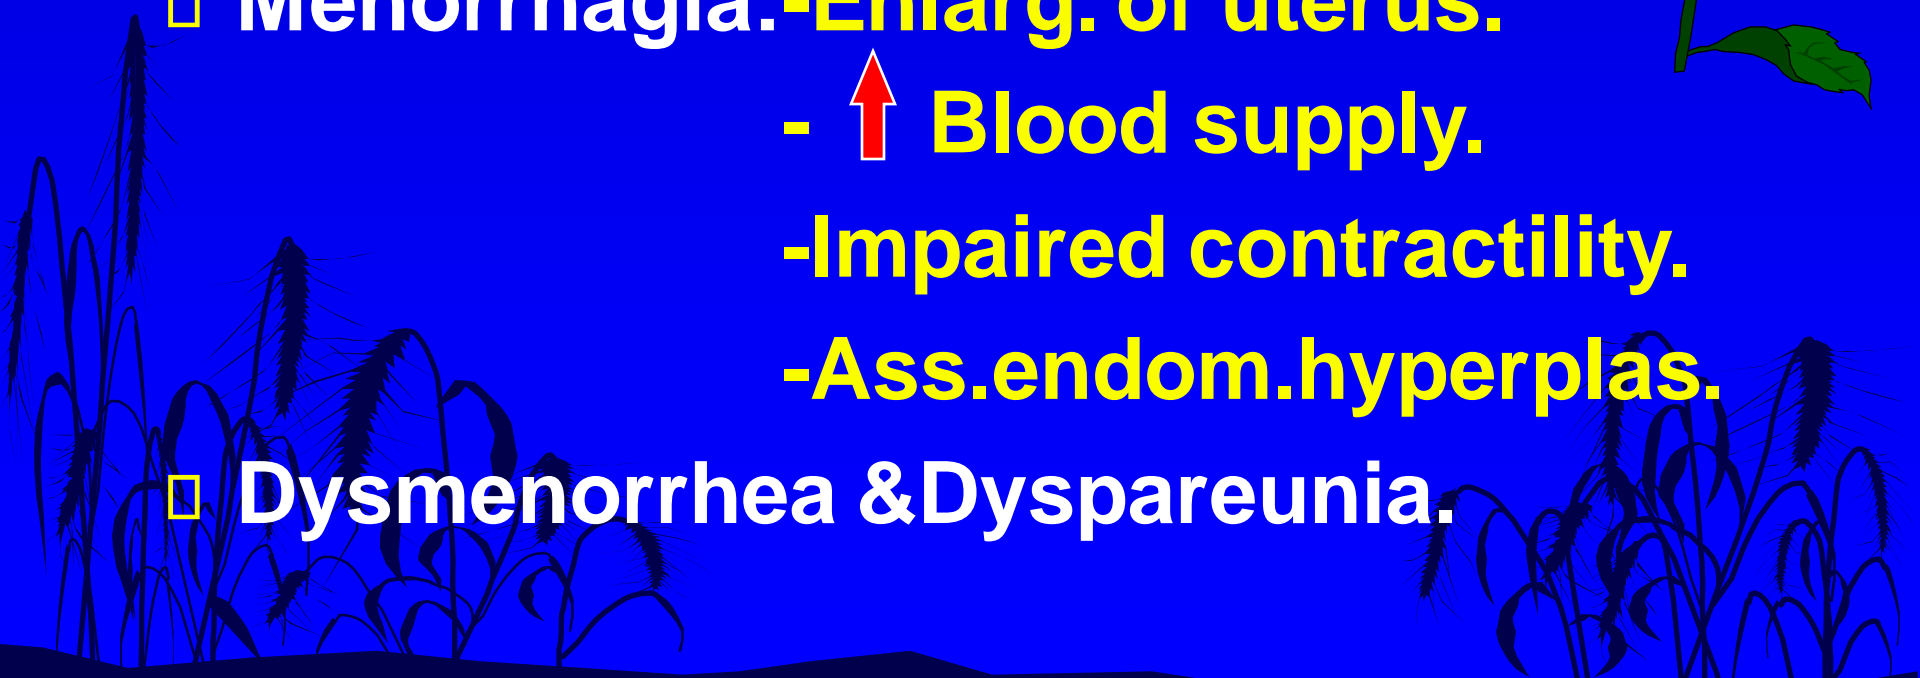 Menorrhagia.-Enlarg. of uterus.
- Blood supply.
-Impaired contractility.
-Ass.endom.hyperplas.
Dysmenorrhea &Dyspareunia.